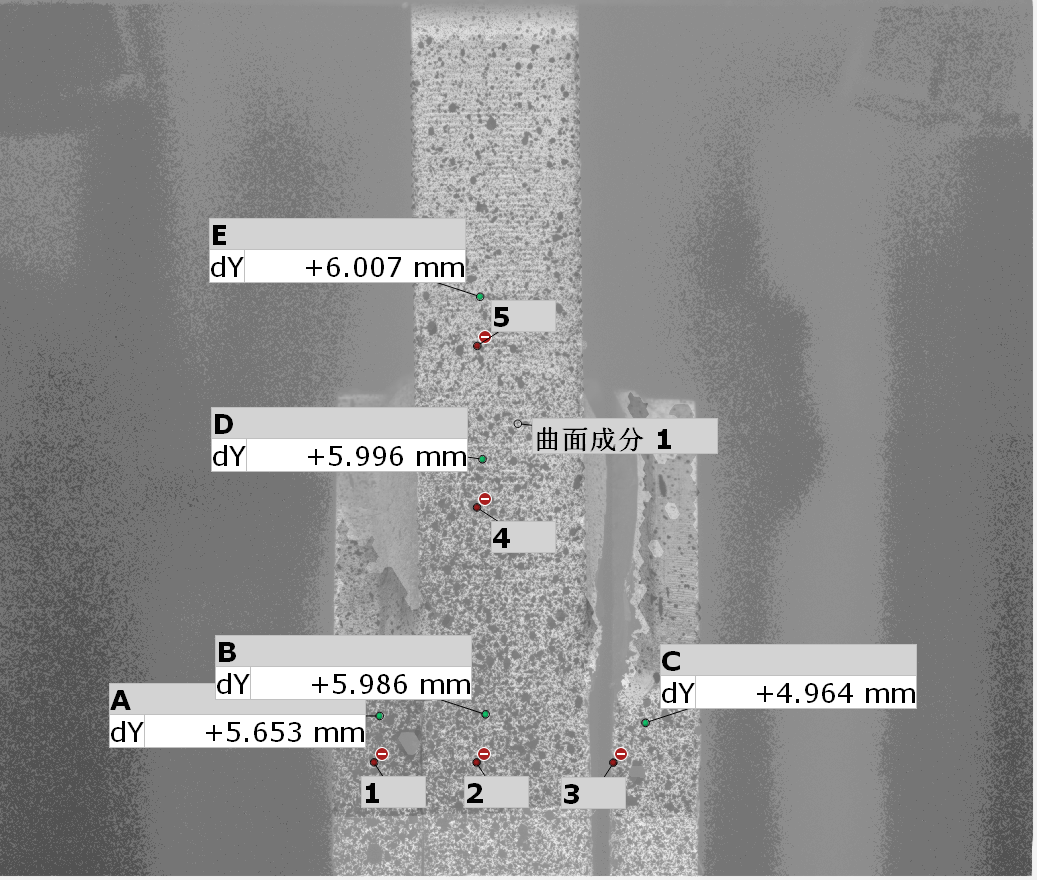 E
dY +6.007 mm
5
D
dY +5.996 mm
曲面成分 1
4
B
dY +5.986 mm
C
dY +4.964 mm
A
dY +5.653 mm
1
2
3